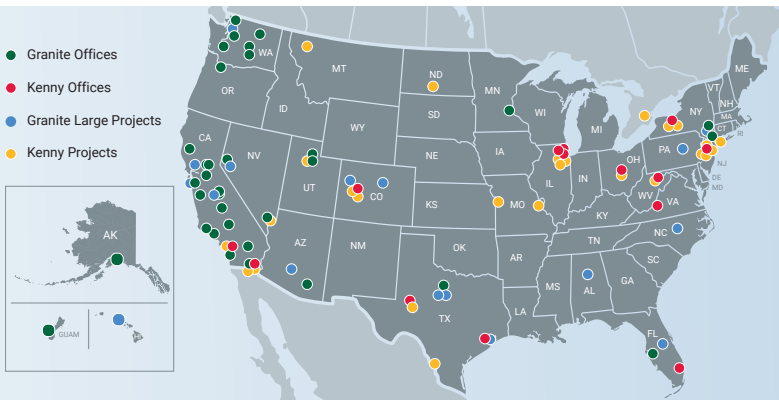 Granite Offices
Kenny Offices
Granite Large Projects
Kenny Projects
AK
GUAM
WA
OR
CA
ID
NV
MT
WY
UT
AZ
CO
NM
ND
SD
NE
KS
OK
TX
MN
IA
MO
AR
LA
WI
IL
MI
IN
OH
KY
TN
MS
AL
GA
FL
SC
NC
VA
WV
PA
NY
VT
NH
ME
MA
CT
RI
NJ
DE
MD